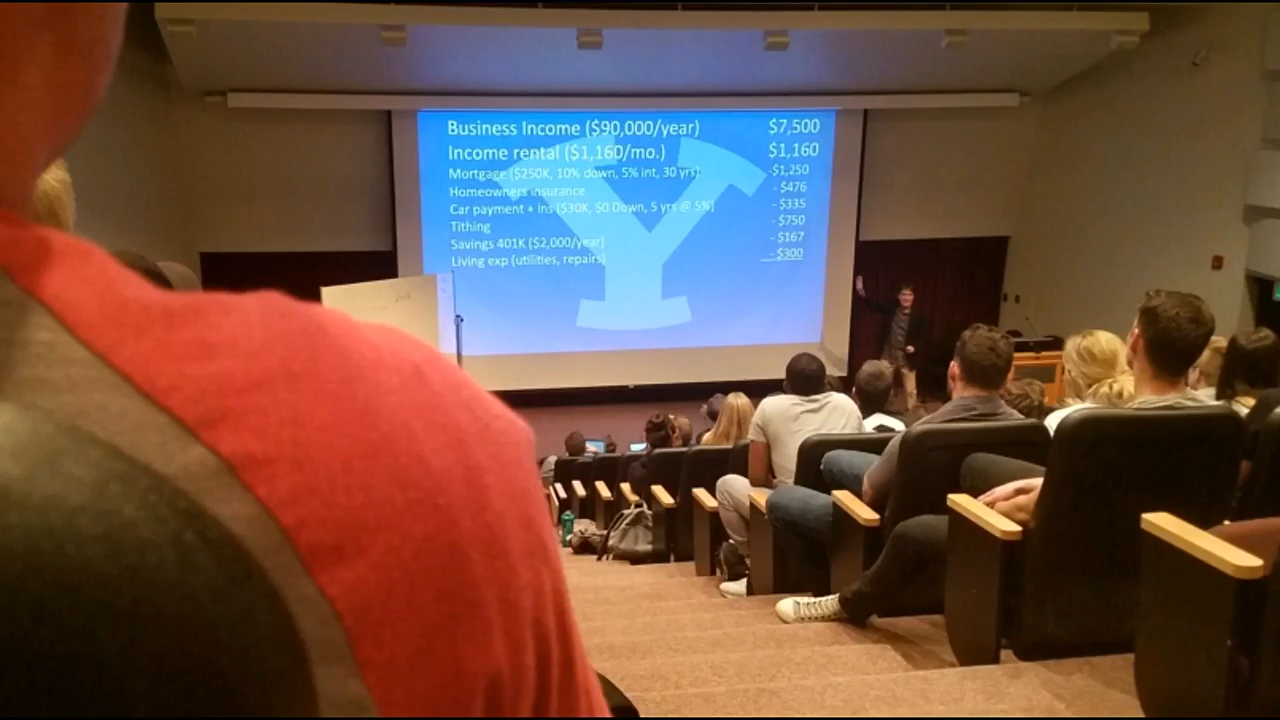 Business Income ($90,000/year) $7,500
Income rental ($1,160/mo.) $1,160
Mortgage ($250K, 10% down, 5% int, 30 yrs) -$1,250
Homeowners insurance - $476
Car payment + ins ($30K, $0 Down, 5 yrs @ 5%) - $335
Tithing - $750
Savings 401K ($2,000/year) - $167
Living exp (utilities, repairs) - $300
Y